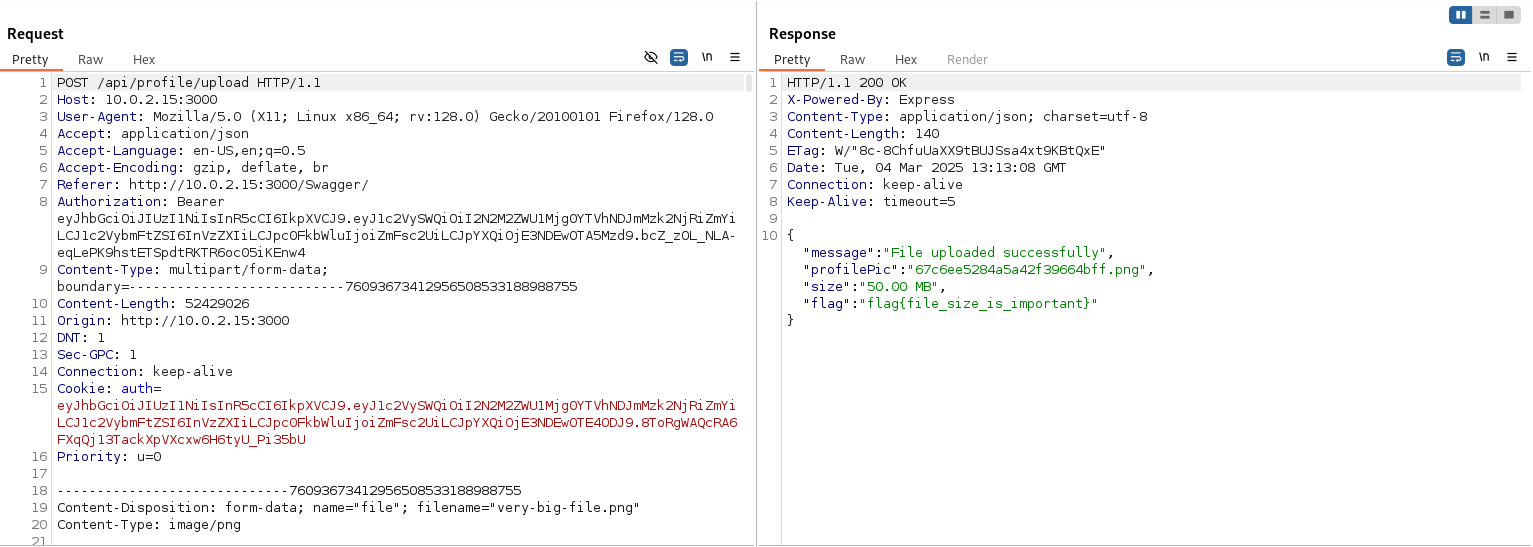 Request
Pretty Raw Hex \n
1 POST /api/profile/upload HTTP/1.1
2 Host: 10.0.2.15:3000
3 User-Agent: Mozilla/5.0 (X11; Linux x86_64; rv:128.0) Gecko/20100101 Firefox/128.0
4 Accept: application/json
5 Accept-Language: en-US,en;q=0.5
6 Accept-Encoding: gzip, deflate, br
7 Referer: http://10.0.2.15:3000/Swagger/
8 Authorization: Bearer
eyJhbGciOiJIUzI1NiIsInR5cCI6IkpXVCJ9.eyJ1c2VySWQiOiI2N2M2ZWU1Mjg0YTVhNDJmMzk2NjRiZmYi
LCJ1c2VybmFtZSI6InVzZXIiLCJpc0FkbWluIjoiZmFsc2UiLCJpYXQiOjE3NDEwOTA5Mzd9.bcZ_zOL_NLA-
eqLePK9hstETSpdtRKTR6oc05iKEnw4
9 Content-Type: multipart/form-data;
boundary=---------------------------76093673412956508533188988755
10 Content-Length: 52429026
11 Origin: http://10.0.2.15:3000
12 DNT: 1
13 Sec-GPC: 1
14 Connection: keep-alive
15 Cookie: auth=
eyJhbGciOiJIUzI1NiIsInR5cCI6IkpXVCJ9.eyJ1c2VySWQiOiI2N2M2ZWU1Mjg0YTVhNDJmMzk2NjRiZmYi
LCJ1c2VybmFtZSI6InVzZXIiLCJpc0FkbWluIjoiZmFsc2UiLCJpYXQiOjE3NDEwOTE4ODJ9.8ToRgWAQcRA6
FXqQj13TackXpVXcxw6H6tyU_Pi35bU
16 Priority: u=0
17
18 -----------------------------76093673412956508533188988755
19 Content-Disposition: form-data; name="file"; filename="very-big-file.png"
20 Content-Type: image/png
21
Response
Pretty Raw Hex Render \n
1 HTTP/1.1 200 OK
2 X-Powered-By: Express
3 Content-Type: application/json; charset=utf-8
4 Content-Length: 140
5 ETag: W/"8c-8ChfuUaXX9tBUJSsa4xt9KBtQxE"
6 Date: Tue, 04 Mar 2025 13:13:08 GMT
7 Connection: keep-alive
8 Keep-Alive: timeout=5
9
10 {
"message":"File uploaded successfully",
"profilePic":"67c6ee5284a5a42f39664bff.png",
"size":"50.00 MB",
"flag":"flag{file_size_is_important}"
}